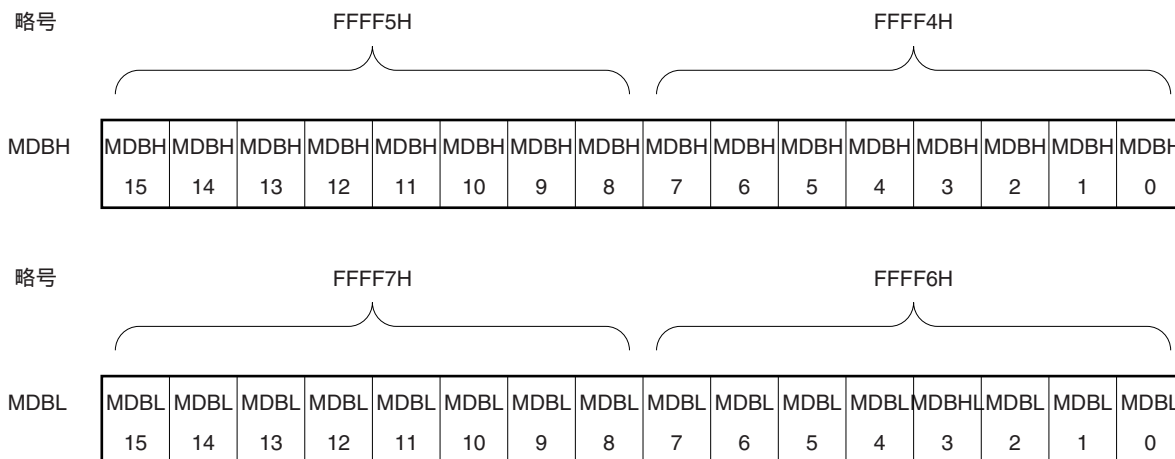 略号 FFFF5H FFFF4H
MDBH MDBH MDBH MDBH MDBH MDBH MDBH MDBH MDBH MDBH MDBH MDBH MDBH MDBH MDBH MDBH MDBH
15 14 13 12 11 10 9 8 7 6 5 4 3 2 1 0
略号 FFFF7H FFFF6H
MDBL MDBL MDBL MDBL MDBL MDBL MDBL MDBL MDBL MDBL MDBL MDBL MDBL MDBHL MDBL MDBL MDBL
15 14 13 12 11 10 9 8 7 6 5 4 3 2 1 0